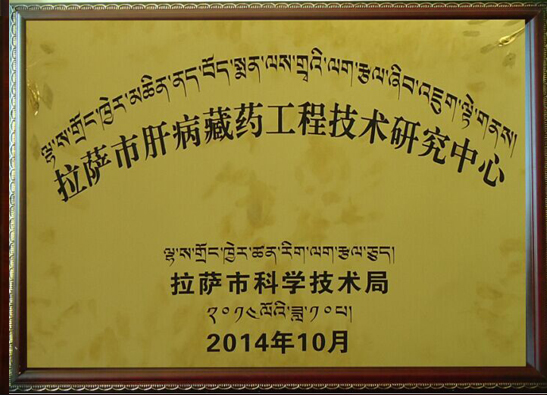 ལྷ་ས་གྲོང་ཁྱེར་མཆིན་ནད་བོད་སྨན་ལས་གྲྭའི་ལག་རྩལ་ཞིབ་འཇུག་ལྟེ་གནས།
拉萨市肝病藏药工程技术研究中心
ལྷ་ས་གྲོང་ཁྱེར་ཚན་རིག་ལག་རྩལ་ཅུད།
拉萨市科学技术局
༢༠༡༤ལོའི་ཟླ་༡༠པ།
2014年10月